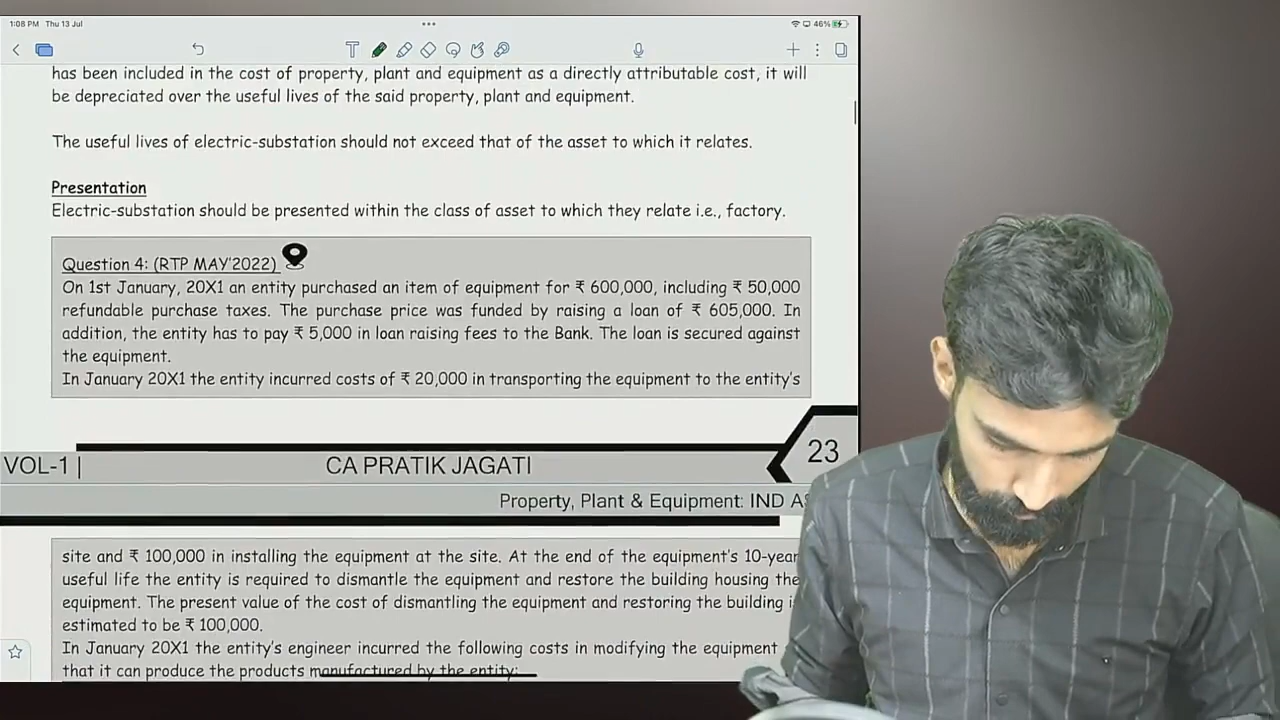 1:08 PM Thu 13 Jul
46%
has been included in the cost of property, plant and equipment as a directly attributable cost, it will
be depreciated over the useful lives of the said property, plant and equipment.
The useful lives of electric-substation should not exceed that of the asset to which it relates.
Presentation
Electric-substation should be presented within the class of asset to which they relate i.e., factory.
Question 4: (RTP MAY'2022)
On 1st January, 20X1 an entity purchased an item of equipment for ₹ 600,000, including ₹ 50,000
refundable purchase taxes. The purchase price was funded by raising a loan of ₹ 605,000. In
addition, the entity has to pay ₹ 5,000 in loan raising fees to the Bank. The loan is secured against
the equipment.
In January 20X1 the entity incurred costs of ₹ 20,000 in transporting the equipment to the entity's
23
VOL-1 |
CA PRATIK JAGATI
Property, Plant & Equipment: IND
site and ₹ 100,000 in installing the equipment at the site. At the end of the equipment's 10-year
useful life the entity is required to dismantle the equipment and restore the building housing the
equipment. The present value of the cost of dismantling the equipment and restoring the building
estimated to be ₹ 100,000.
In January 20X1 the entity's engineer incurred the following costs in modifying the equipment
that it can produce the products manufactured by the entity: